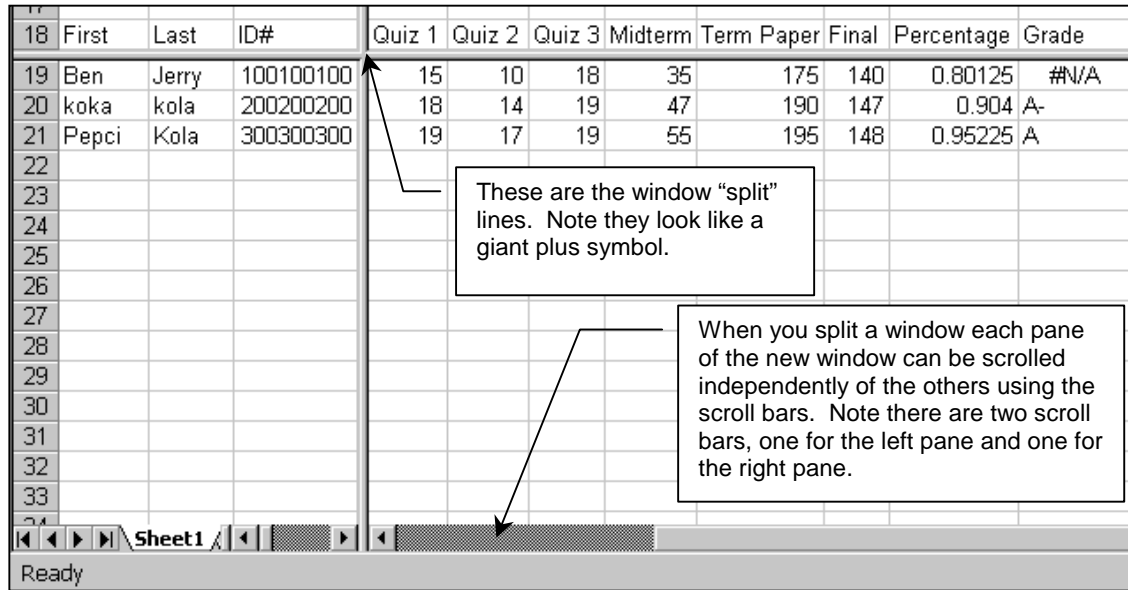 18 First Last ID# Quiz 1 Quiz 2 Quiz 3 Midterm Term Paper Final Percentage Grade
19 Ben Jerry 100100100 15 10 18 35 175 140 0.80125 #N/A
20 koka kola 200200200 18 14 19 47 190 147 0.904 A-
21 Pepci Kola 300300300 19 17 19 55 195 148 0.95225 A
22
23
24
25
26
27
28
29
30
31
32
33
These are the window “split”
lines. Note they look like a
giant plus symbol.
When you split a window each pane
of the new window can be scrolled
independently of the others using the
scroll bars. Note there are two scroll
bars, one for the left pane and one for
the right pane.
Sheet1
Ready